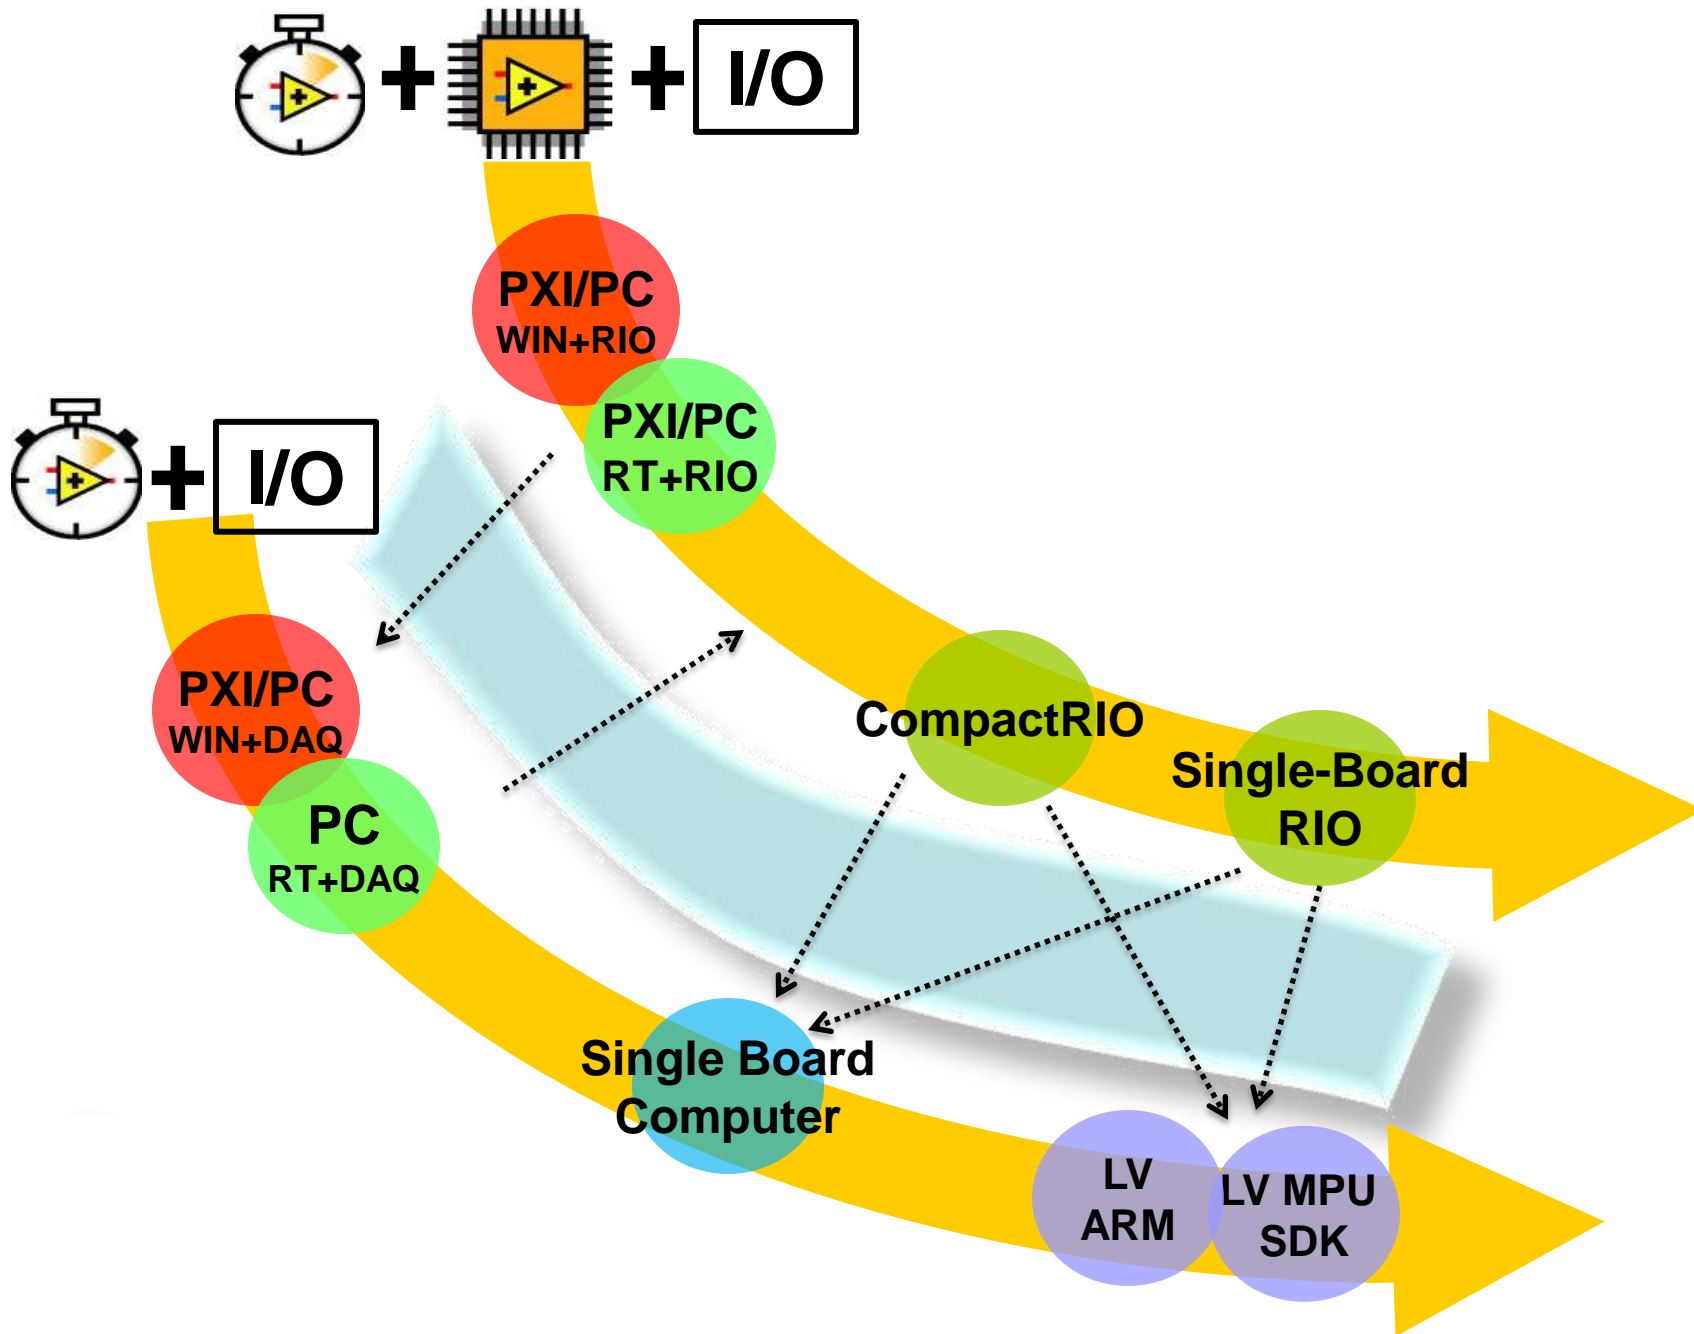 I/O
PXI/PC
WIN+RIO
PXI/PC
RT+RIO
I/O
PXI/PC
WIN+DAQ
PC
RT+DAQ
CompactRIO
Single-Board
RIO
Single Board
Computer
LV
ARM
LV MPU
SDK